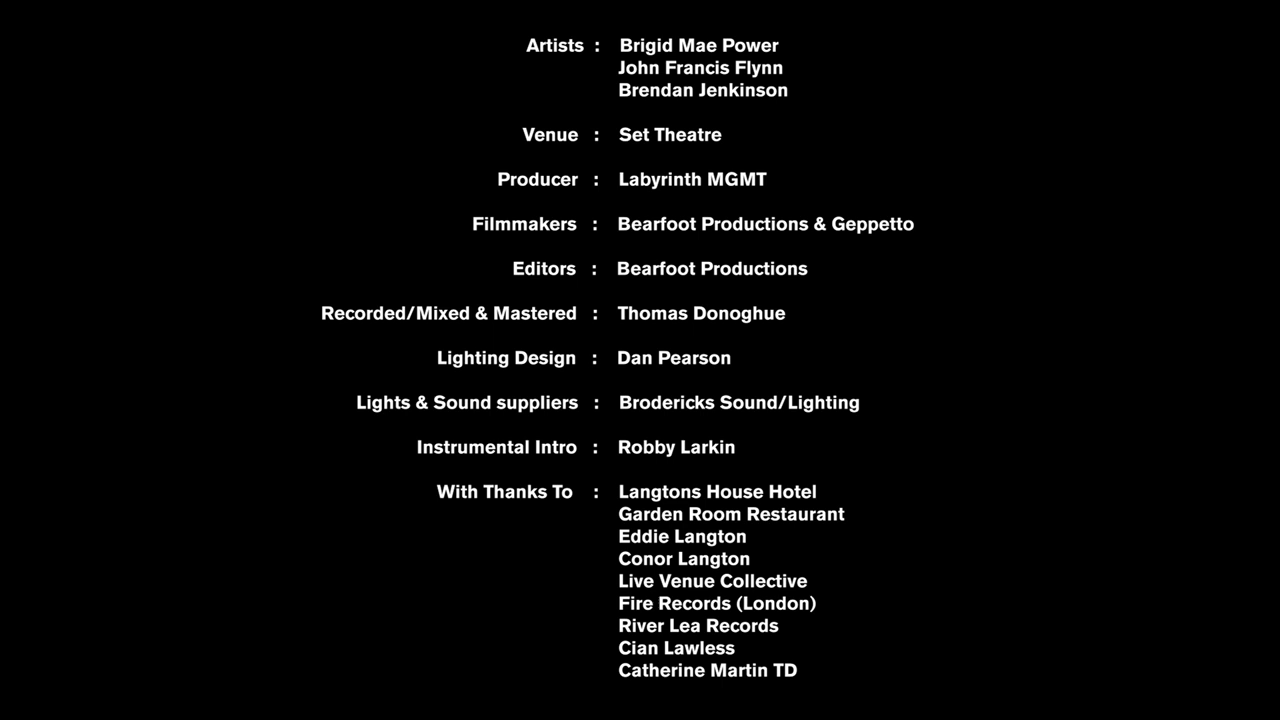 Artists : Brigid Mae Power
John Francis Flynn
Brendan Jenkinson
Venue : Set Theatre
Producer : Labyrinth MGMT
Filmmakers : Bearfoot Productions & Geppetto
Editors : Bearfoot Productions
Recorded/Mixed & Mastered : Thomas Donoghue
Lighting Design : Dan Pearson
Lights & Sound suppliers : Brodericks Sound/Lighting
Instrumental Intro : Robby Larkin
With Thanks To : Langtons House Hotel
Garden Room Restaurant
Eddie Langton
Conor Langton
Live Venue Collective
Fire Records (London)
River Lea Records
Cian Lawless
Catherine Martin TD